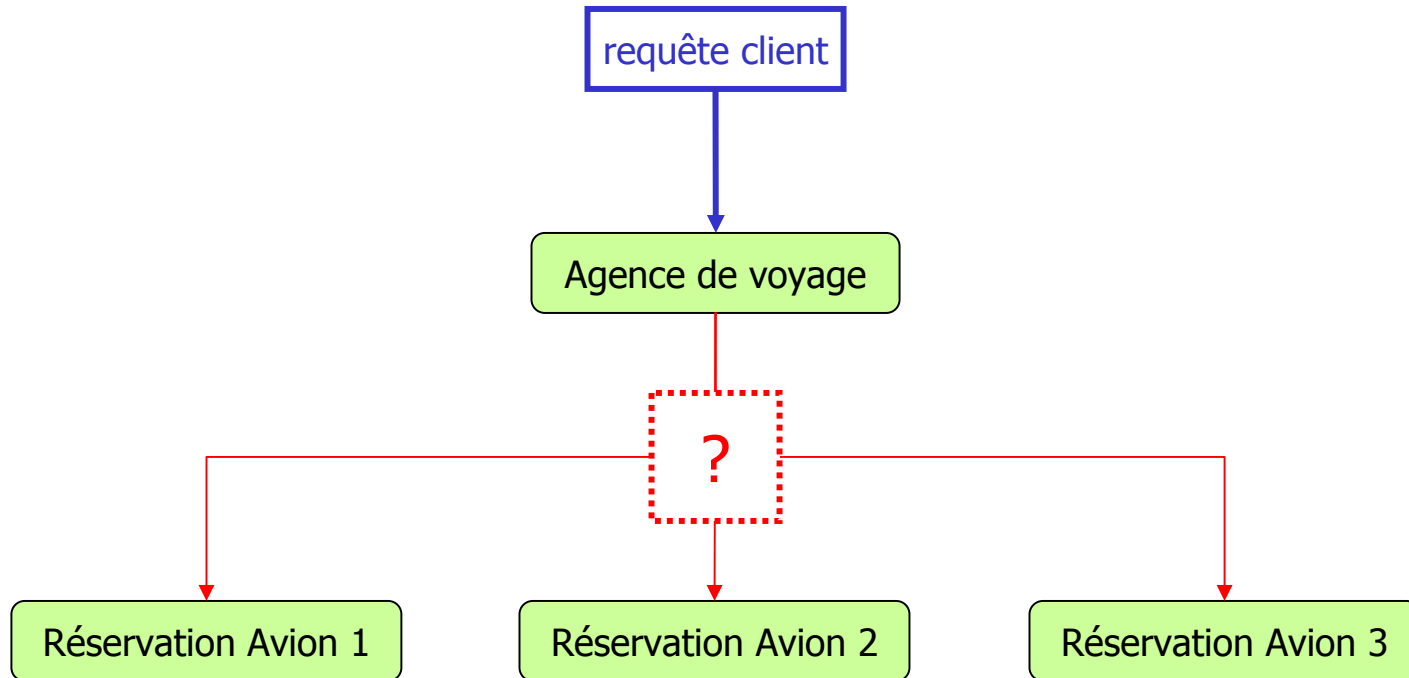 requête client
Agence de voyage
?
Réservation Avion 1
Réservation Avion 2
Réservation Avion 3